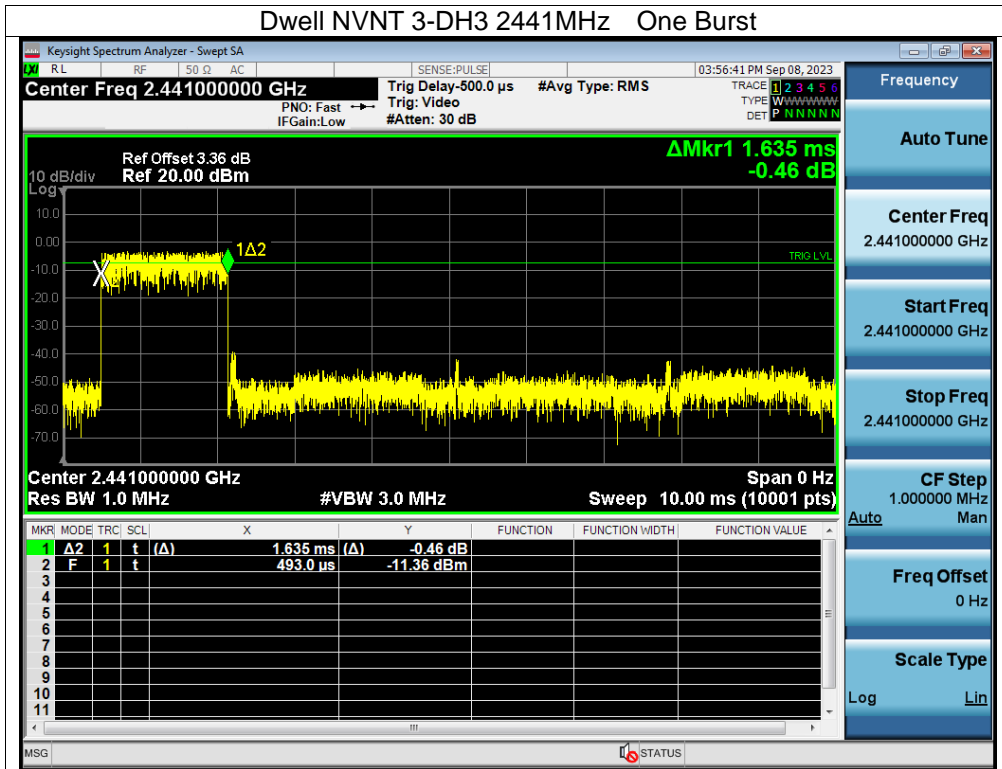 Dwell NVNT 3-DH3 2441MHz One Burst
Keysight Spectrum Analyzer - Swept SA
LXI RL RF 50 Ω AC SENSE:PULSE 03:56:41 PM Sep 08, 2023
Center Freq 2.441000000 GHz
PNO: Fast
IFGain:Low
Trig Delay-500.0 µs
Trig: Video
#Atten: 30 dB
#Avg Type: RMS
TRACE 1 2 3 4 5 6
TYPE WWWWWW
DET P N N N N N
ΔMkr1 1.635 ms
-0.46 dB
Ref Offset 3.36 dB
10 dB/div Ref 20.00 dBm
Log
10.0
0.00
-10.0
-20.0
-30.0
-40.0
-50.0
-60.0
-70.0
1Δ2
TRIG LVL
Center 2.441000000 GHz Span 0 Hz
Res BW 1.0 MHz #VBW 3.0 MHz Sweep 10.00 ms (10001 pts)
MKR MODE TRC SCL X Y FUNCTION FUNCTION WIDTH FUNCTION VALUE
1 Δ2 1 t (Δ) 1.635 ms (Δ) -0.46 dB
2 F 1 t 493.0 µs -11.36 dBm
3
4
5
6
7
8
9
10
11
MSG STATUS
Frequency
Auto Tune
Center Freq
2.441000000 GHz
Start Freq
2.441000000 GHz
Stop Freq
2.441000000 GHz
CF Step
1.000000 MHz
Auto Man
Freq Offset
0 Hz
Scale Type
Log Lin